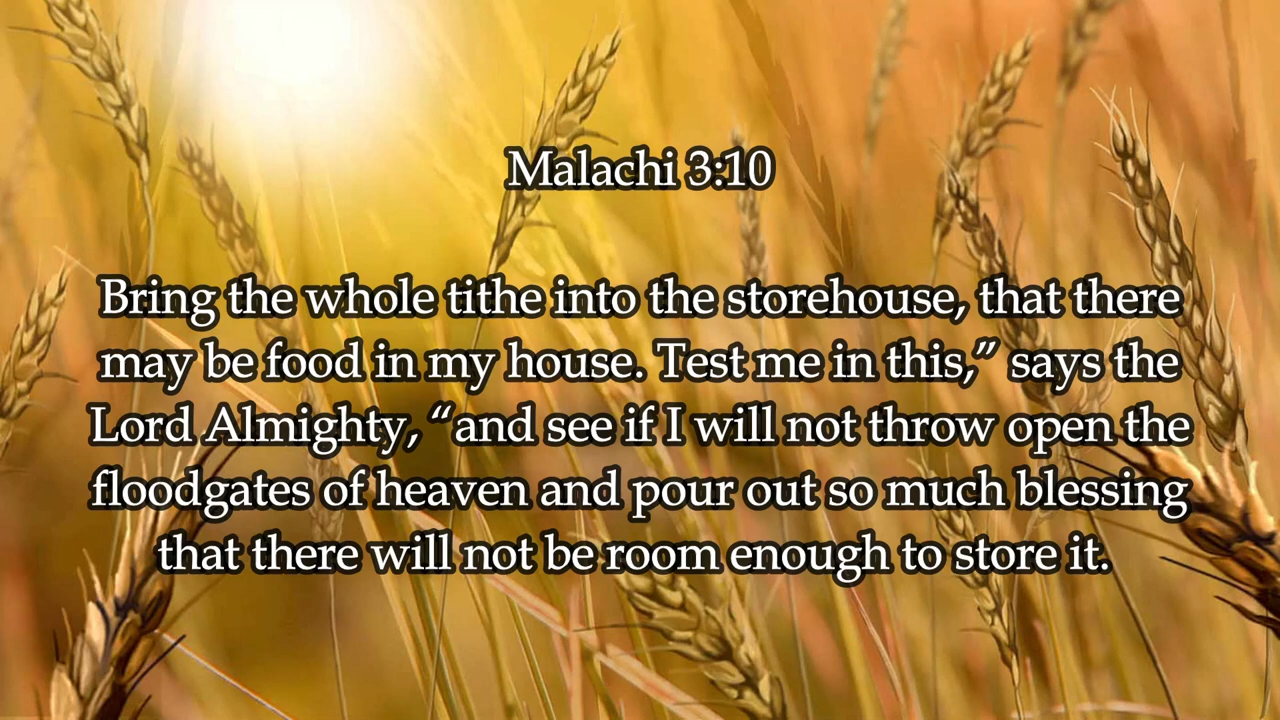 Malachi 3:10
Bring the whole tithe into the storehouse, that there
may be food in my house. Test me in this,” says the
Lord Almighty, “and see if I will not throw open the
floodgates of heaven and pour out so much blessing
that there will not be room enough to store it.